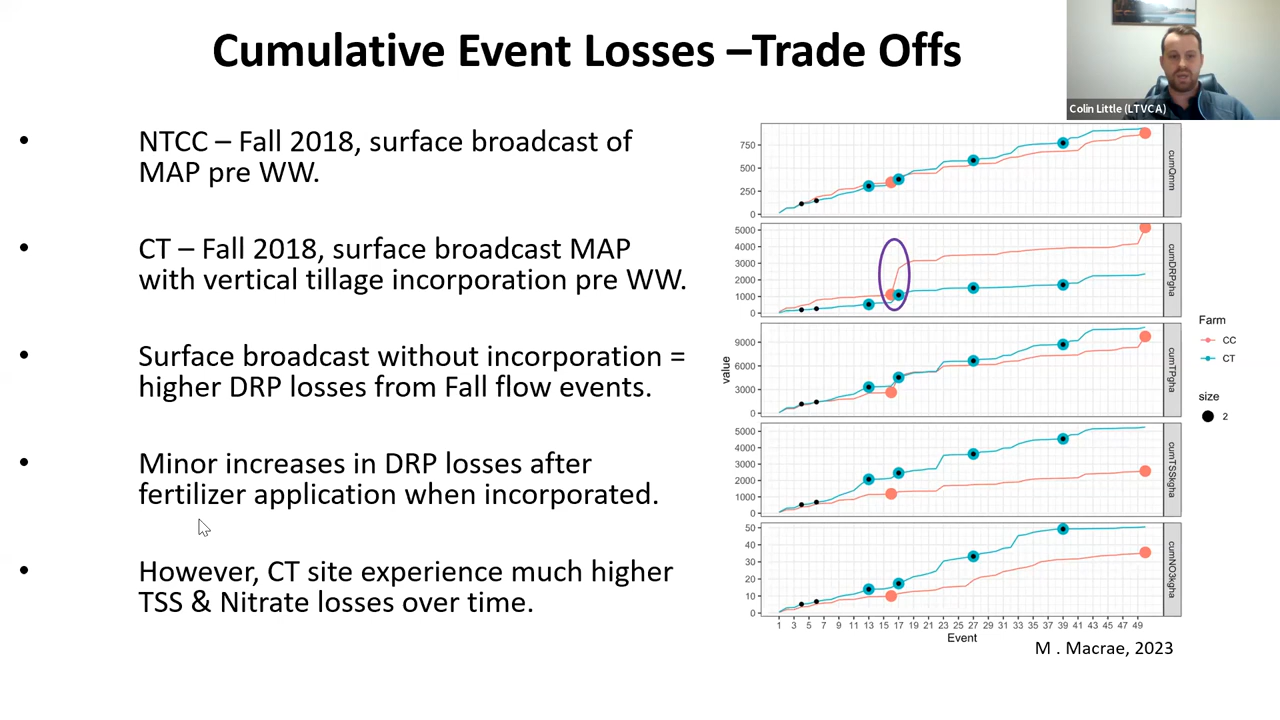 Cumulative Event Losses –Trade Offs
Colin Little (LTVCA)
• NTCC – Fall 2018, surface broadcast of
MAP pre WW.
• CT – Fall 2018, surface broadcast MAP
with vertical tillage incorporation pre WW.
• Surface broadcast without incorporation =
higher DRP losses from Fall flow events.
• Minor increases in DRP losses after
fertilizer application when incorporated.
• However, CT site experience much higher
TSS & Nitrate losses over time.
value
750
500
250
0
cumQmm
5000
4000
3000
2000
1000
0
cumDRPgha
9000
6000
3000
0
cumTPgha
5000
4000
3000
2000
1000
0
cumTSSkgha
50
40
30
20
10
0
cumNO3kgha
1 3 5 7 9 11 13 15 17 19 21 23 25 27 29 31 33 35 37 39 41 43 45 47 49
Event
Farm
CC
CT
size
2
M . Macrae, 2023